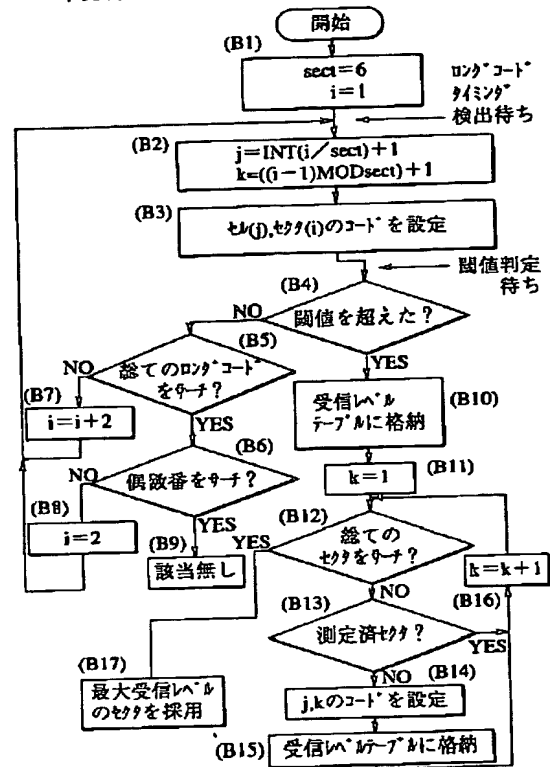 開始
(B1)
sect=6
i=1
ﾛﾝｸﾞｺｰﾄﾞ
ﾀｲﾐﾝｸﾞ
検出待ち
(B2)
j=INT(i／sect)+1
k=((i-1)MODsect)+1
(B3)
ｾﾙ(j),ｾｸﾀ(i)のｺｰﾄﾞを設定
閾値判定
待ち
(B4)
閾値を超えた？
NO
YES
(B5)
総てのﾛﾝｸﾞｺｰﾄﾞ
をｻｰﾁ？
NO
YES
(B7)
i=i+2
(B10)
受信ﾚﾍﾞﾙ
ﾃｰﾌﾞﾙに格納
(B6)
偶数番をｻｰﾁ？
NO
YES
(B8)
i=2
(B9)
該当無し
(B11)
k=1
(B12)
総ての
ｾｸﾀをｻｰﾁ？
YES
NO
k=k+1
(B16)
(B13)
測定済ｾｸﾀ？
YES
NO
(B14)
j,kのｺｰﾄﾞを設定
(B15)
受信ﾚﾍﾞﾙﾃｰﾌﾞﾙに格納
(B17)
最大受信ﾚﾍﾞﾙ
のｾｸﾀを採用